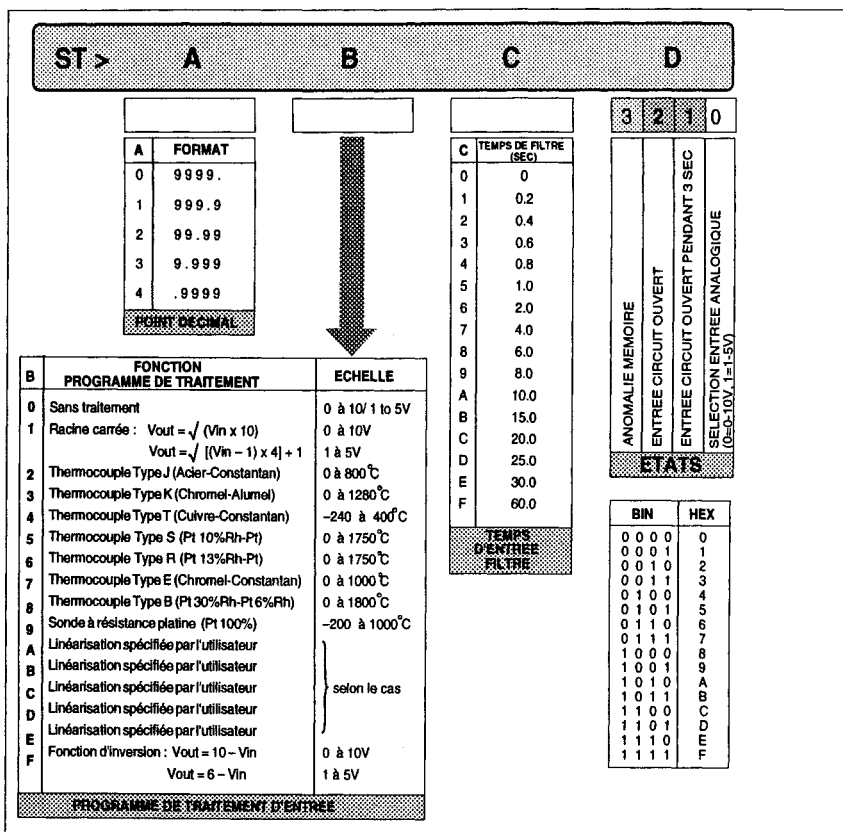 ST > A B C D
3 2 1 0
A FORMAT
0 9999.
1 999.9
2 99.99
3 9.999
4 .9999
POINT DECIMAL
C TEMPS DE FILTRE (SEC)
0 0
1 0.2
2 0.4
3 0.6
4 0.8
5 1.0
6 2.0
7 4.0
8 6.0
9 8.0
A 10.0
B 15.0
C 20.0
D 25.0
E 30.0
F 60.0
TEMPS
D'ENTREE
FILTRE
ANOMALIE MEMOIRE
ENTREE CIRCUIT OUVERT
ENTREE CIRCUIT OUVERT PENDANT 3 SEC
SELECTION ENTREE ANALOGIQUE
(0=0-10V, 1=1-5V)
ETATS
B FONCTION PROGRAMME DE TRAITEMENT ECHELLE
0 Sans traitement 0 à 10/ 1 to 5V
1 Racine carrée : Vout = √ (Vin x 10) 0 à 10V
Vout = √ [(Vin – 1) x 4] + 1 1 à 5V
2 Thermocouple Type J (Acier-Constantan) 0 à 800°C
3 Thermocouple Type K (Chromel-Alumel) 0 à 1280°C
4 Thermocouple Type T (Cuivre-Constantan) –240 à 400°C
5 Thermocouple Type S (Pt 10%Rh-Pt) 0 à 1750°C
6 Thermocouple Type R (Pt 13%Rh-Pt) 0 à 1750°C
7 Thermocouple Type E (Chromel-Constantan) 0 à 1000°C
8 Thermocouple Type B (Pt 30%Rh-Pt 6%Rh) 0 à 1800°C
9 Sonde à résistance platine (Pt 100%) –200 à 1000°C
A Linéarisation spécifiée par l'utilisateur
B Linéarisation spécifiée par l'utilisateur
C Linéarisation spécifiée par l'utilisateur
D Linéarisation spécifiée par l'utilisateur
E Linéarisation spécifiée par l'utilisateur
selon le cas
F Fonction d'inversion : Vout = 10 – Vin 0 à 10V
Vout = 6 – Vin 1 à 5V
PROGRAMME DE TRAITEMENT D'ENTREE
BIN HEX
0 0 0 0 0
0 0 0 1 1
0 0 1 0 2
0 0 1 1 3
0 1 0 0 4
0 1 0 1 5
0 1 1 0 6
0 1 1 1 7
1 0 0 0 8
1 0 0 1 9
1 0 1 0 A
1 0 1 1 B
1 1 0 0 C
1 1 0 1 D
1 1 1 0 E
1 1 1 1 F